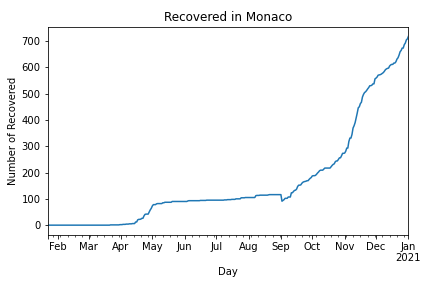 Recovered in Monaco
Number of Recovered
700
600
500
400
300
200
100
0
Feb Mar Apr May Jun Jul Aug Sep Oct Nov Dec Jan
2021
Day